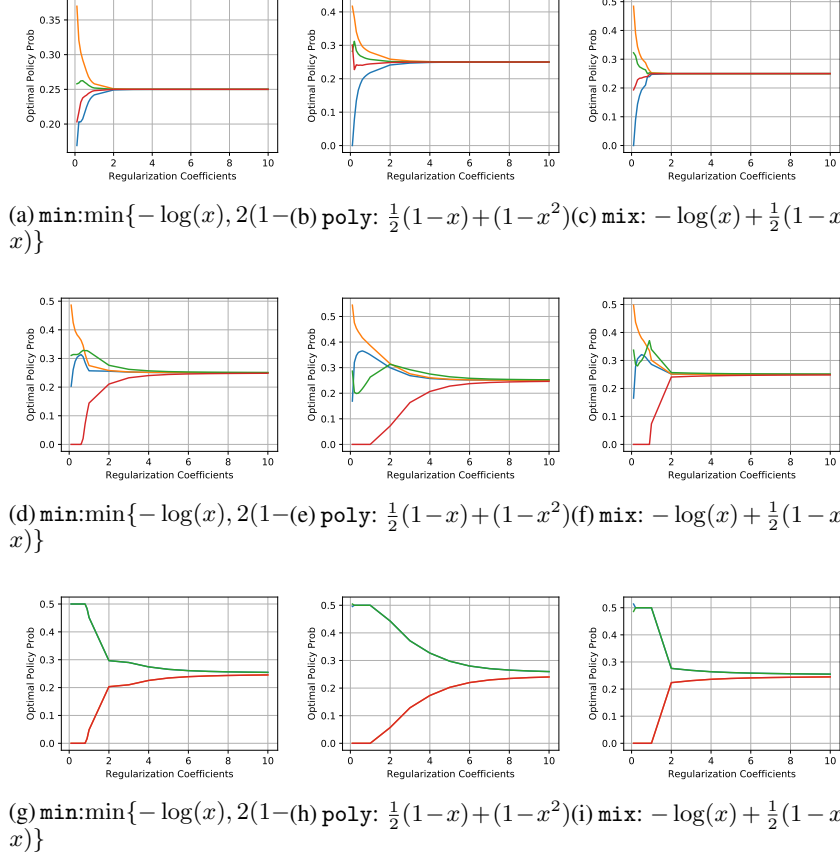 0.35
0.30
0.25
0.20
Optimal Policy Prob
0 2 4 6 8 10
Regularization Coefficients
0.4
0.3
0.2
0.1
0.0
Optimal Policy Prob
0 2 4 6 8 10
Regularization Coefficients
0.5
0.4
0.3
0.2
0.1
0.0
Optimal Policy Prob
0 2 4 6 8 10
Regularization Coefficients
(a) min:min{− log(x), 2(1−
x)}
(b) poly: 1/2(1−x)+(1−x²)
(c) mix: − log(x) + 1/2(1 − x
0.5
0.4
0.3
0.2
0.1
0.0
Optimal Policy Prob
0 2 4 6 8 10
Regularization Coefficients
0.5
0.4
0.3
0.2
0.1
0.0
Optimal Policy Prob
0 2 4 6 8 10
Regularization Coefficients
0.5
0.4
0.3
0.2
0.1
0.0
Optimal Policy Prob
0 2 4 6 8 10
Regularization Coefficients
(d) min:min{− log(x), 2(1−
x)}
(e) poly: 1/2(1−x)+(1−x²)
(f) mix: − log(x) + 1/2(1 − x
0.5
0.4
0.3
0.2
0.1
0.0
Optimal Policy Prob
0 2 4 6 8 10
Regularization Coefficients
0.5
0.4
0.3
0.2
0.1
0.0
Optimal Policy Prob
0 2 4 6 8 10
Regularization Coefficients
0.5
0.4
0.3
0.2
0.1
0.0
Optimal Policy Prob
0 2 4 6 8 10
Regularization Coefficients
(g) min:min{− log(x), 2(1−
x)}
(h) poly: 1/2(1−x)+(1−x²)
(i) mix: − log(x) + 1/2(1 − x